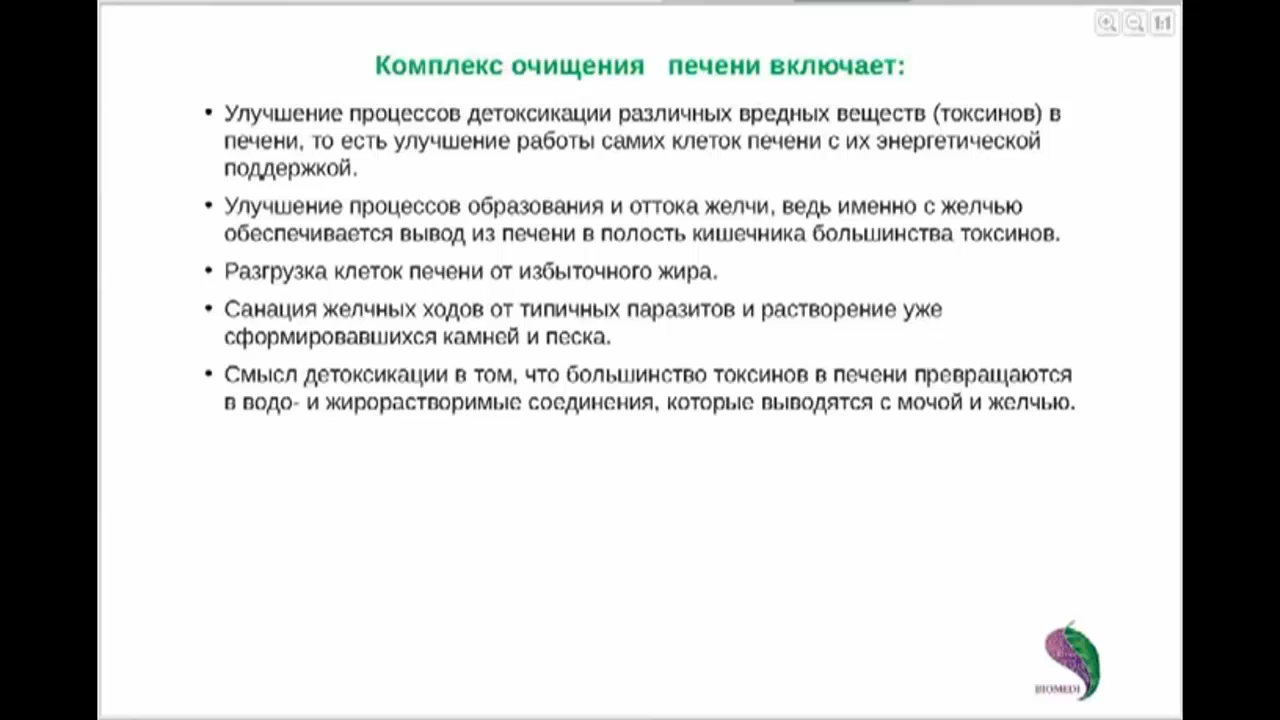 Комплекс очищения печени включает:
• Улучшение процессов детоксикации различных вредных веществ (токсинов) в
печени, то есть улучшение работы самих клеток печени с их энергетической
поддержкой.
• Улучшение процессов образования и оттока желчи, ведь именно с желчью
обеспечивается вывод из печени в полость кишечника большинства токсинов.
• Разгрузка клеток печени от избыточного жира.
• Санация желчных ходов от типичных паразитов и растворение уже
сформировавшихся камней и песка.
• Смысл детоксикации в том, что большинство токсинов в печени превращаются
в водо- и жирорастворимые соединения, которые выводятся с мочой и желчью.
BIOMEDI
1:1